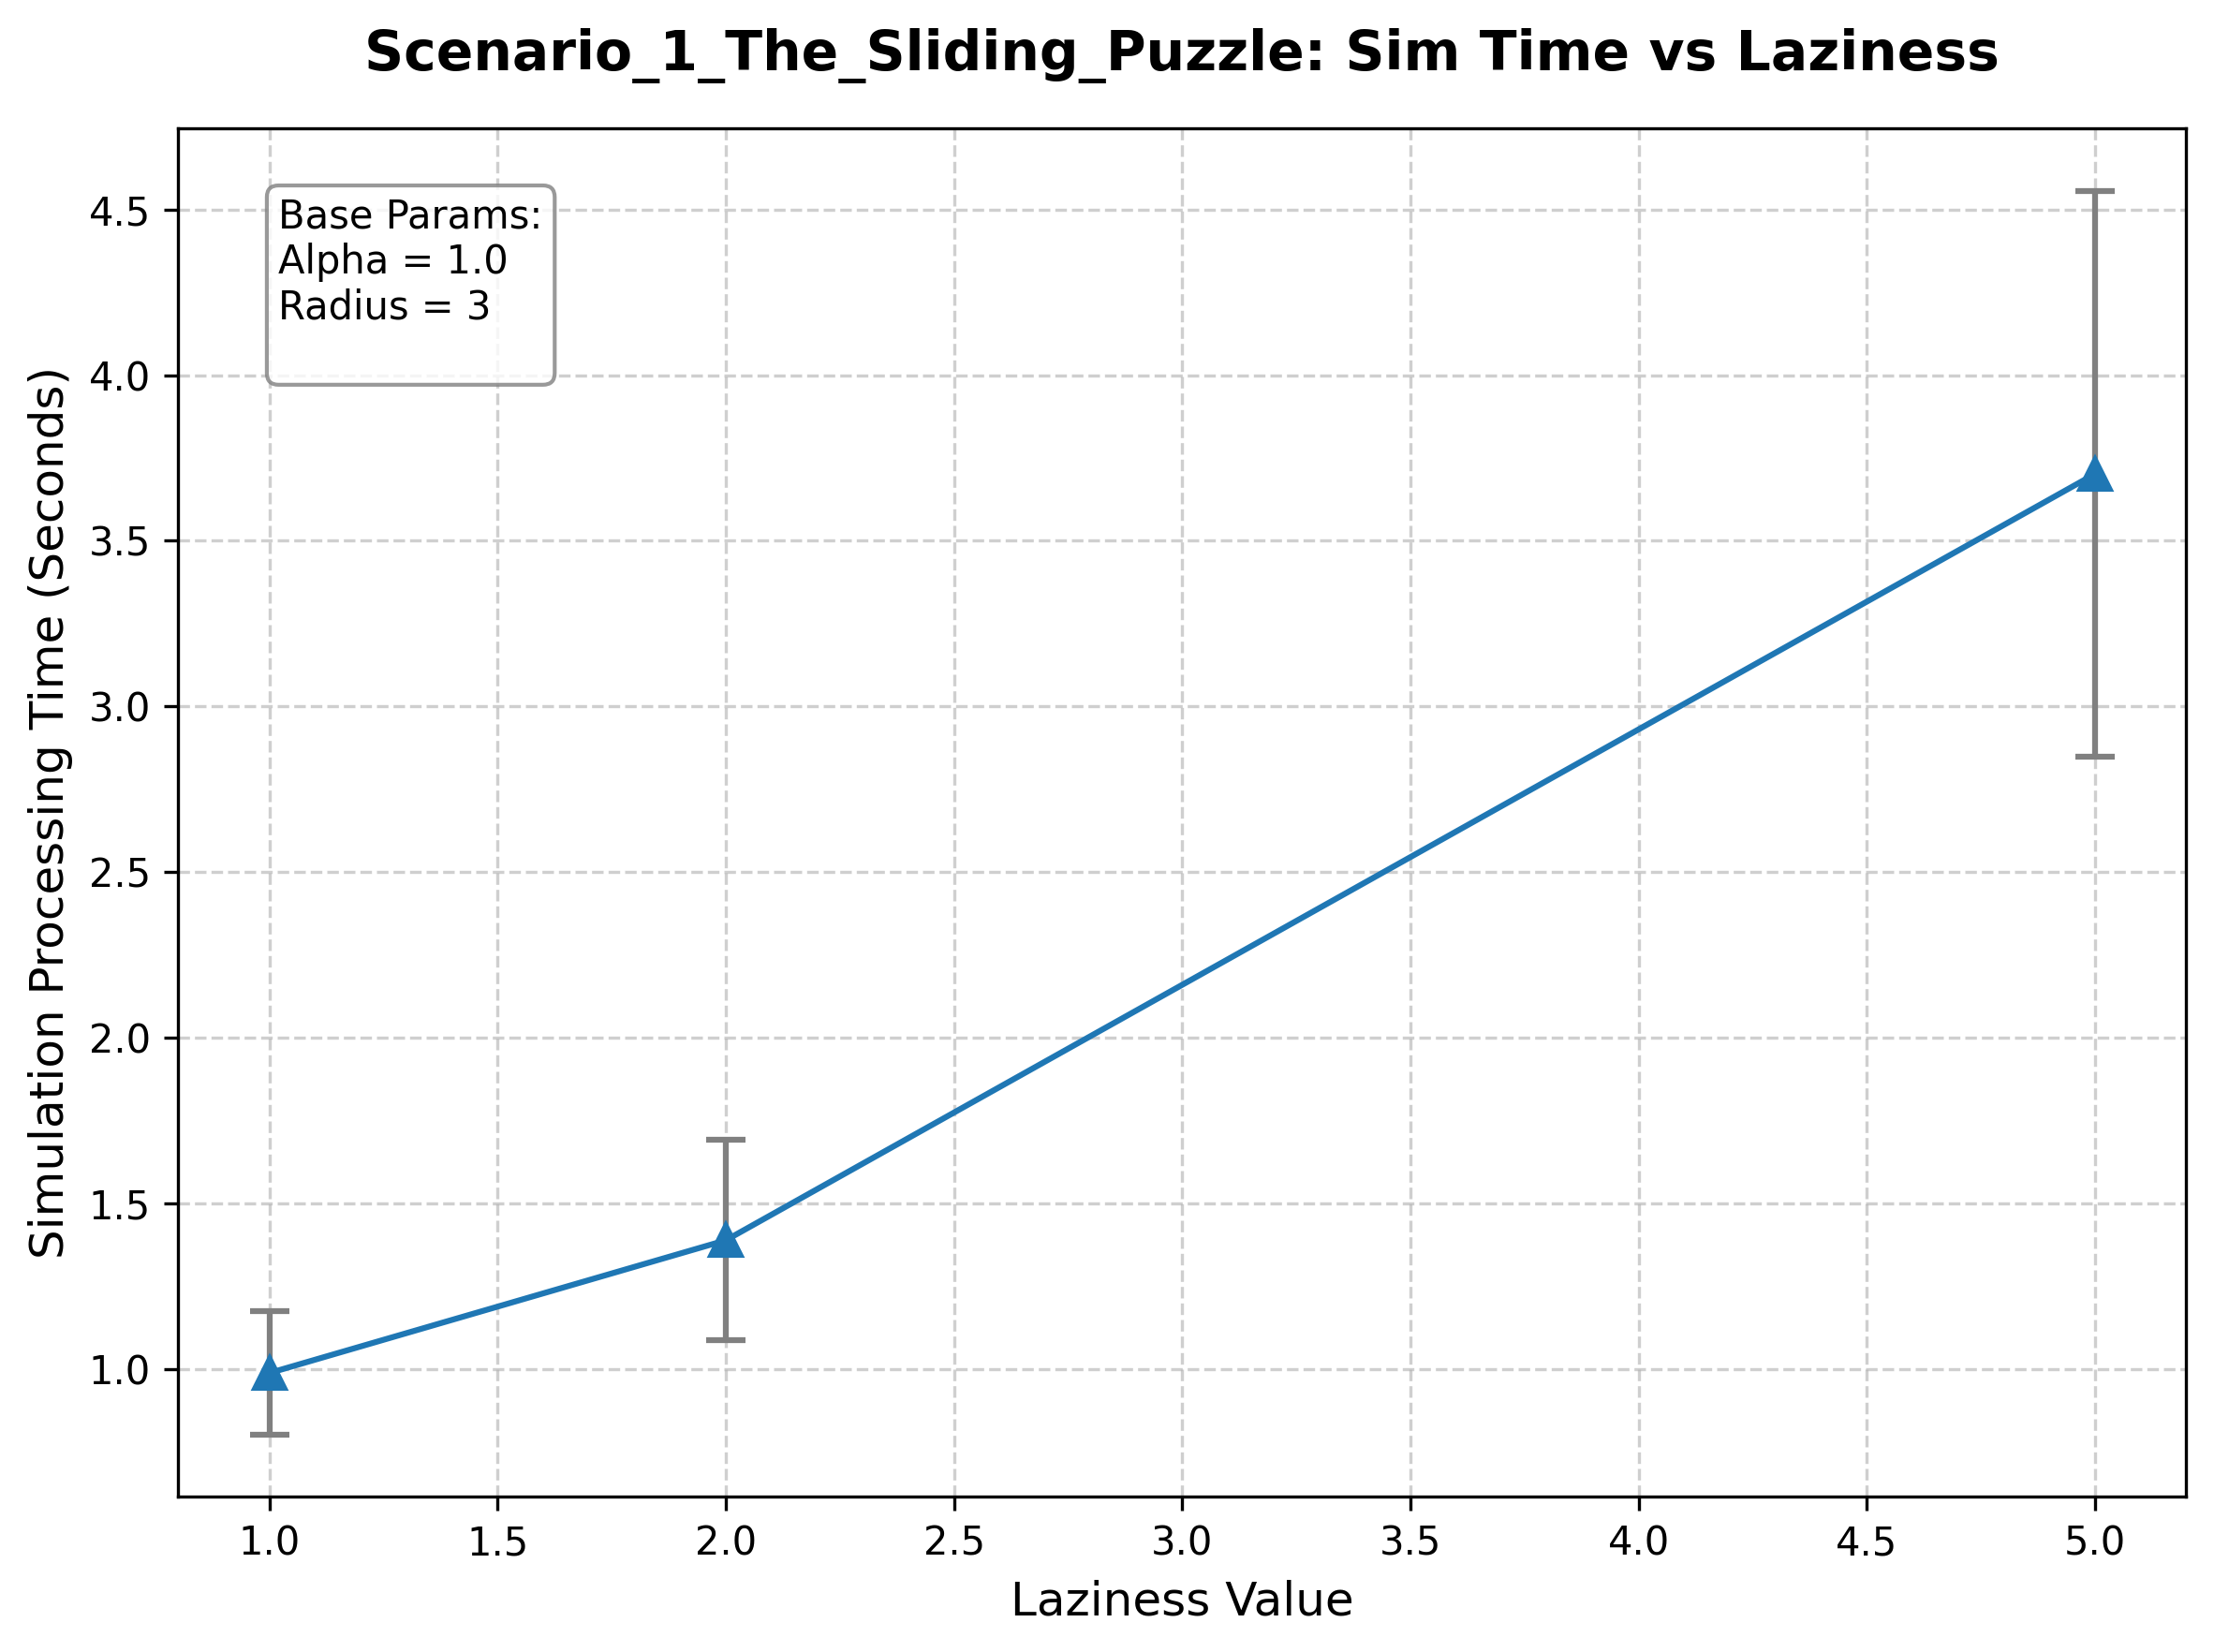 Scenario_1_The_Sliding_Puzzle: Sim Time vs Laziness
Base Params:
Alpha = 1.0
Radius = 3
Simulation Processing Time (Seconds)
4.5
4.0
3.5
3.0
2.5
2.0
1.5
1.0
1.0 1.5 2.0 2.5 3.0 3.5 4.0 4.5 5.0
Laziness Value